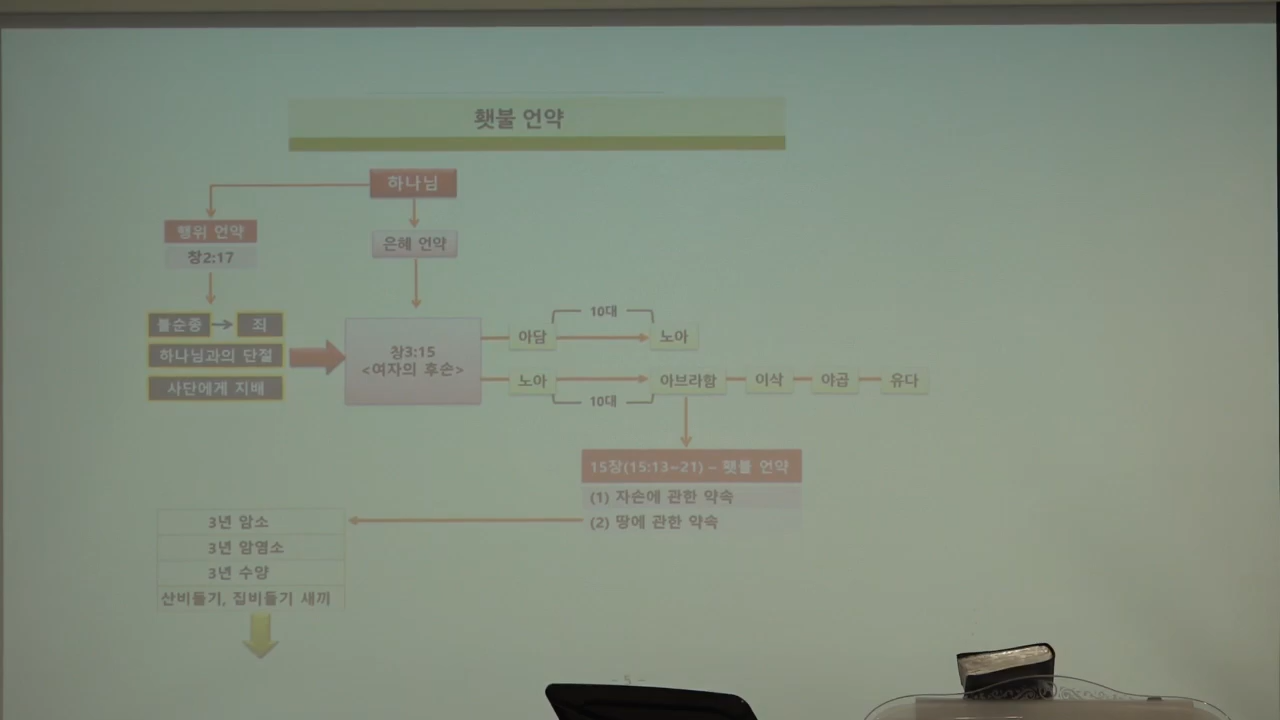 횃불 언약
하나님
행위 언약
창2:17
은혜 언약
불순종 → 죄
하나님과의 단절
사단에게 지배
창3:15
<여자의 후손>
10대
아담
노아
노아
아브라함
이삭
야곱
유다
10대
15장(15:13-21) - 횃불 언약
(1) 자손에 관한 약속
(2) 땅에 관한 약속
3년 암소
3년 암염소
3년 수양
산비둘기, 집비둘기 새끼
- 5 -